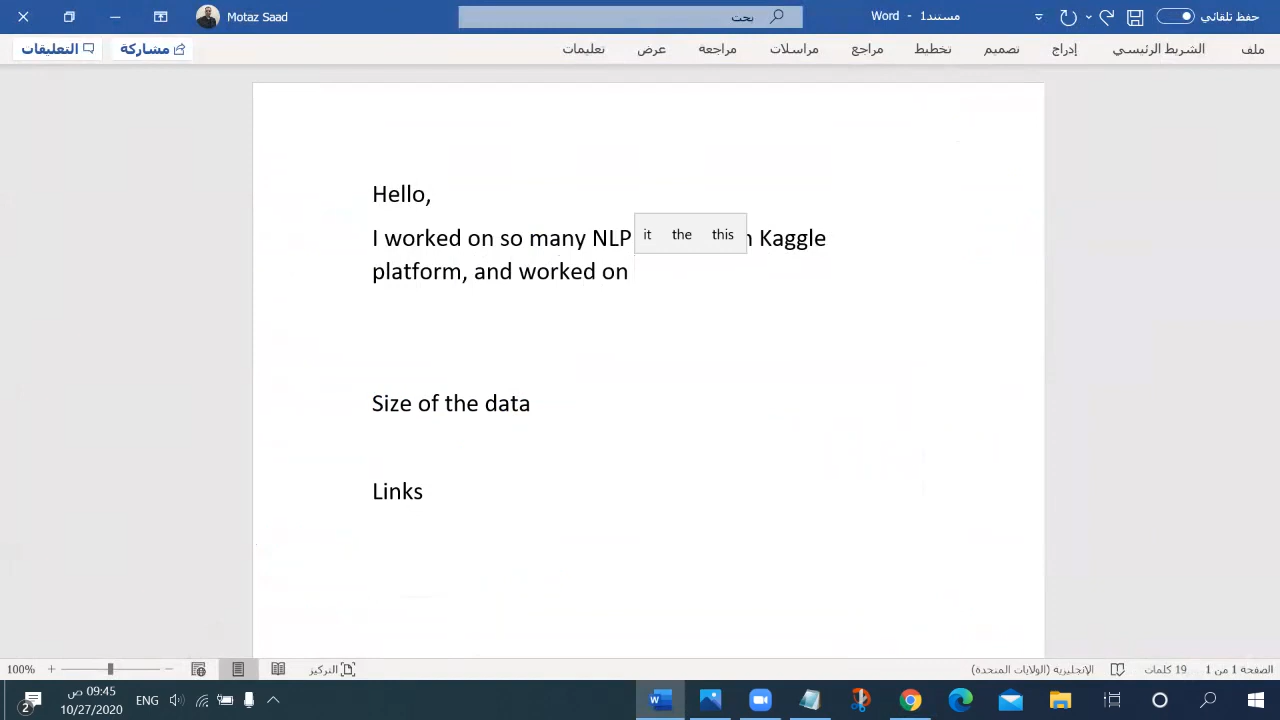 حفظ تلقائي
مستند1 - Word
بحث
Motaz Saad
ملف
الشريط الرئيسي
إدراج
تصميم
تخطيط
مراجع
مراسلات
مراجعه
عرض
تعليمات
مشاركة
التعليقات
Hello,
I worked on so many NLP
Kaggle
it the this
platform, and worked on
Size of the data
Links
الصفحة 1 من 1
19 كلمات
الإنجليزية (الولايات المتحدة)
التركيز
100%
ENG
09:45 ص
10/27/2020
2